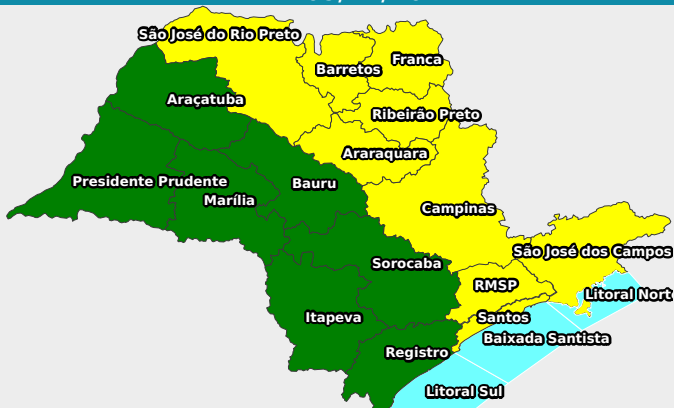 São José do Rio Preto
Franca
Barretos
Araçatuba
Ribeirão Preto
Araraquara
Presidente Prudente
Bauru
Marília
Campinas
São José dos Campos
Sorocaba
RMSP
Litoral Nort
Itapeva
Santos
Baixada Santista
Registro
Litoral Sul